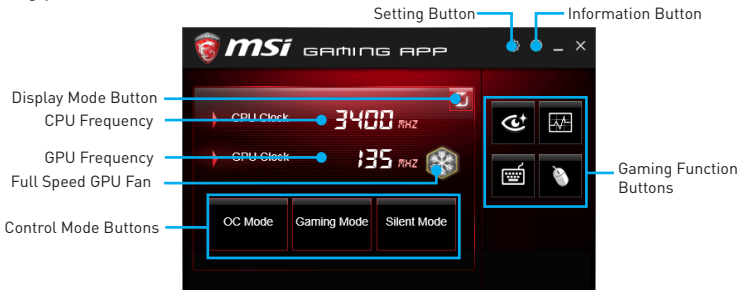 Setting Button
Information Button
msi GAMING APP
Display Mode Button
CPU Clock
3400 MHZ
CPU Frequency
GPU Frequency
GPU Clock
135 MHZ
Full Speed GPU Fan
Gaming Function
Buttons
Control Mode Buttons
OC Mode
Gaming Mode
Silent Mode